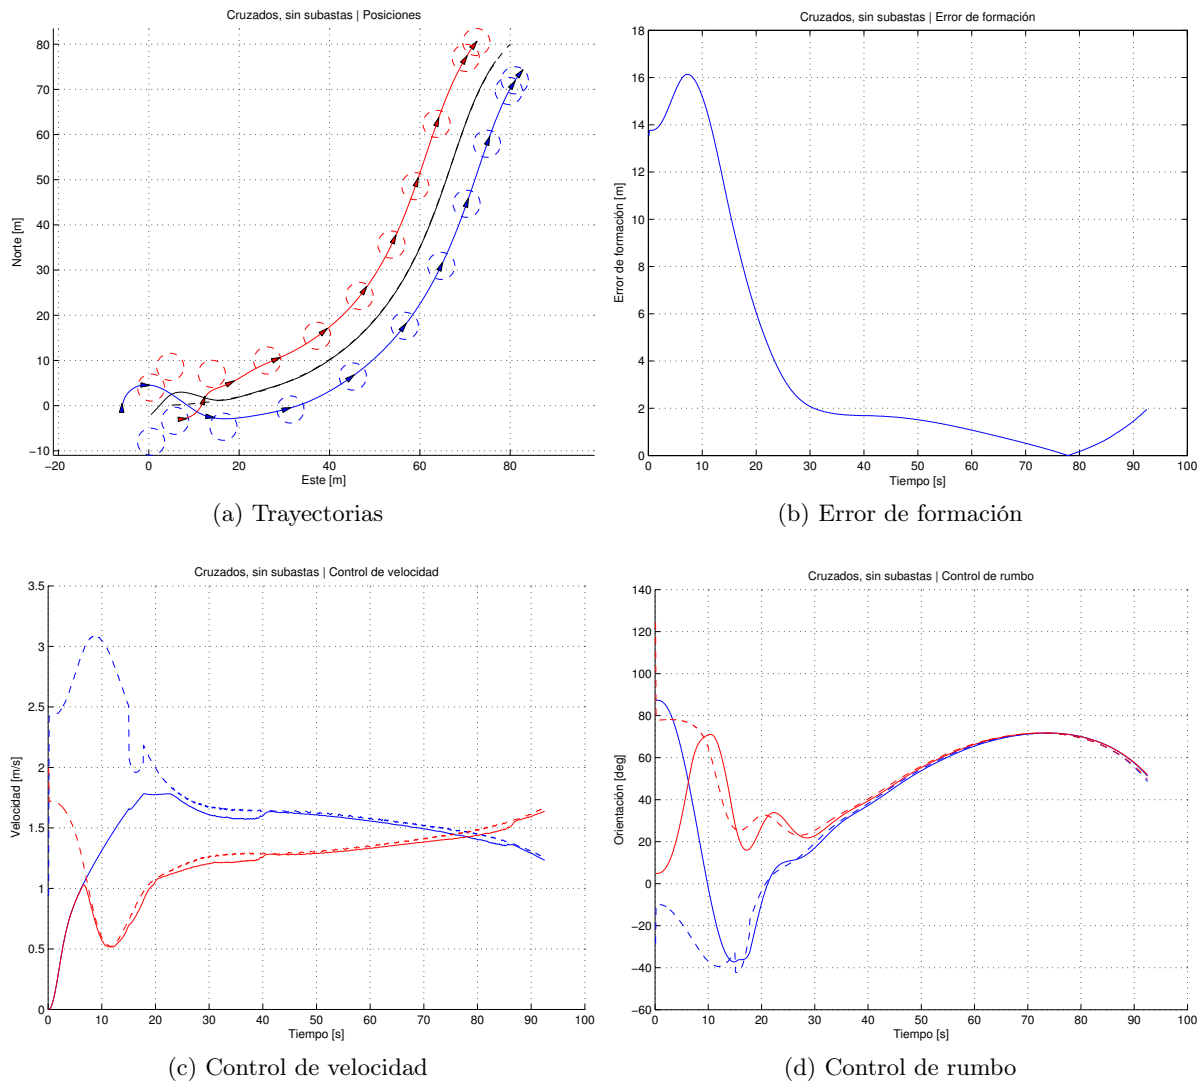 Cruzados, sin subastas | Posiciones
80
70
60
50
40
30
20
10
0
−10
−20 0 20 40 60 80
Norte [m]
Este [m]
(a) Trayectorias
Cruzados, sin subastas | Error de formación
18
16
14
12
10
8
6
4
2
0
0 10 20 30 40 50 60 70 80 90 100
Error de formación [m]
Tiempo [s]
(b) Error de formación
Cruzados, sin subastas | Control de velocidad
3.5
3
2.5
2
1.5
1
0.5
0
0 10 20 30 40 50 60 70 80 90 100
Velocidad [m/s]
Tiempo [s]
(c) Control de velocidad
Cruzados, sin subastas | Control de rumbo
140
120
100
80
60
40
20
0
−20
−40
−60
0 10 20 30 40 50 60 70 80 90 100
Orientación [deg]
Tiempo [s]
(d) Control de rumbo